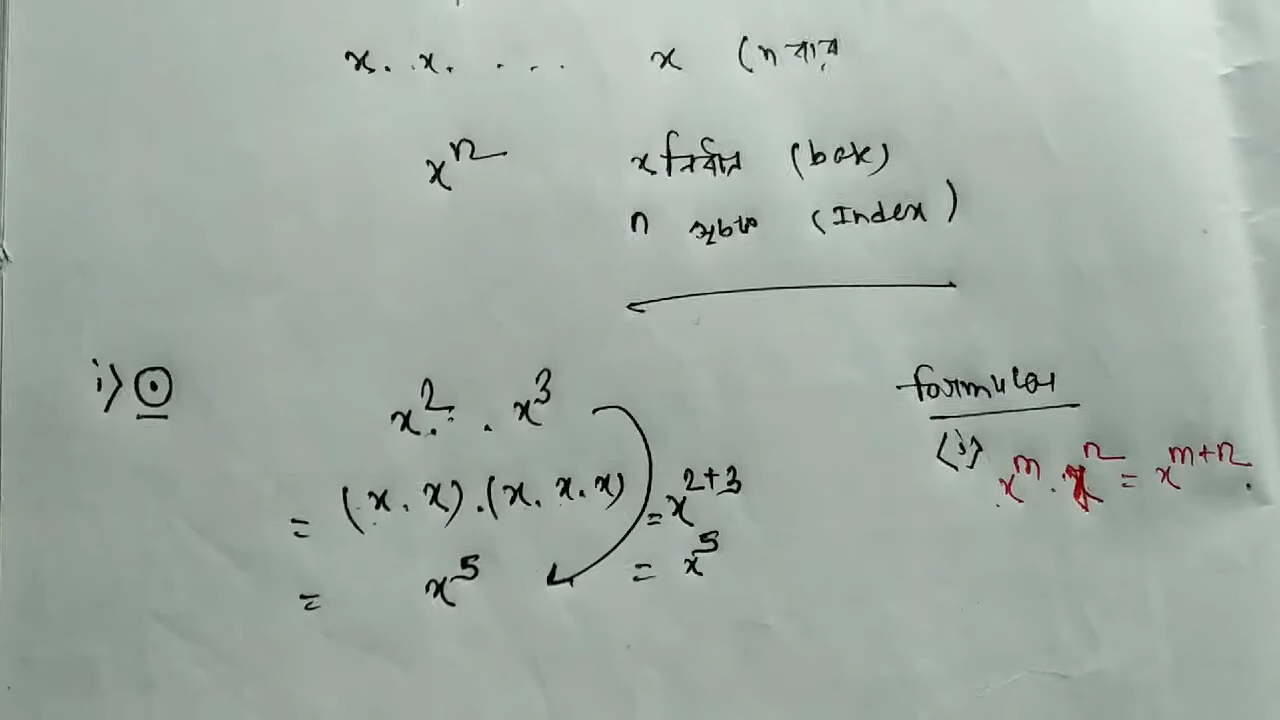 x . x . . . . x (n বার
xⁿ x নিধান (base)
n সূচক (Index)
i) ⊙ x² . x³
= (x . x) . (x . x . x) = x²⁺³
= x⁵ = x⁵
formula
(i) xᵐ . xⁿ = xᵐ⁺ⁿ .